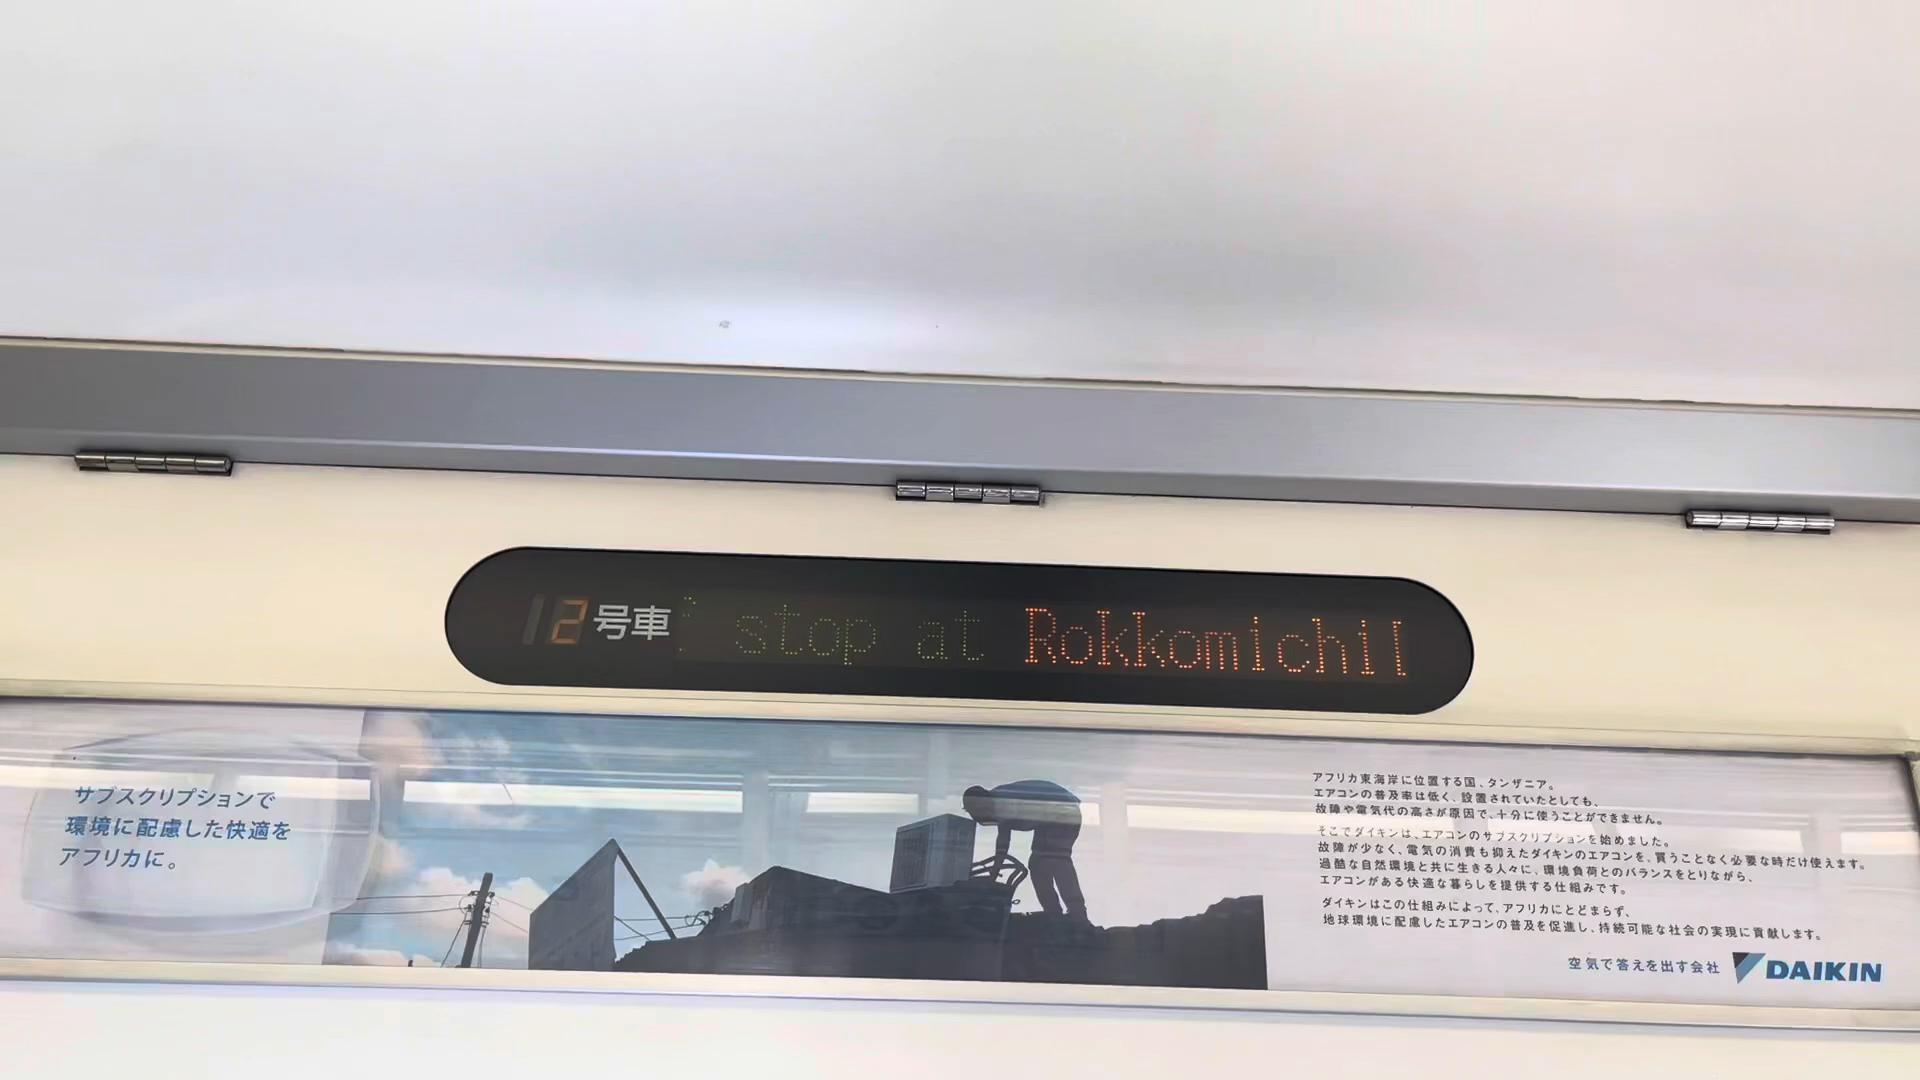 12号車 stop at Rokkomichi
サブスクリプションで
環境に配慮した快適を
アフリカに。
アフリカ東海岸に位置する国、タンザニア。
エアコンの普及率は低く、設置されていたとしても、
故障や電気代の高さが原因で、十分に使うことができません。
そこでダイキンは、エアコンのサブスクリプションを始めました。
故障が少なく、電気の消費も抑えたダイキンのエアコンを、買うことなく必要な時だけ使えます。
過酷な自然環境と共に生きる人々に、環境負荷とのバランスをとりながら、
エアコンがある快適な暮らしを提供する仕組みです。
ダイキンはこの仕組みによって、アフリカにとどまらず、
地球環境に配慮したエアコンの普及を促進し、持続可能な社会の実現に貢献します。
空気で答えを出す会社 DAIKIN